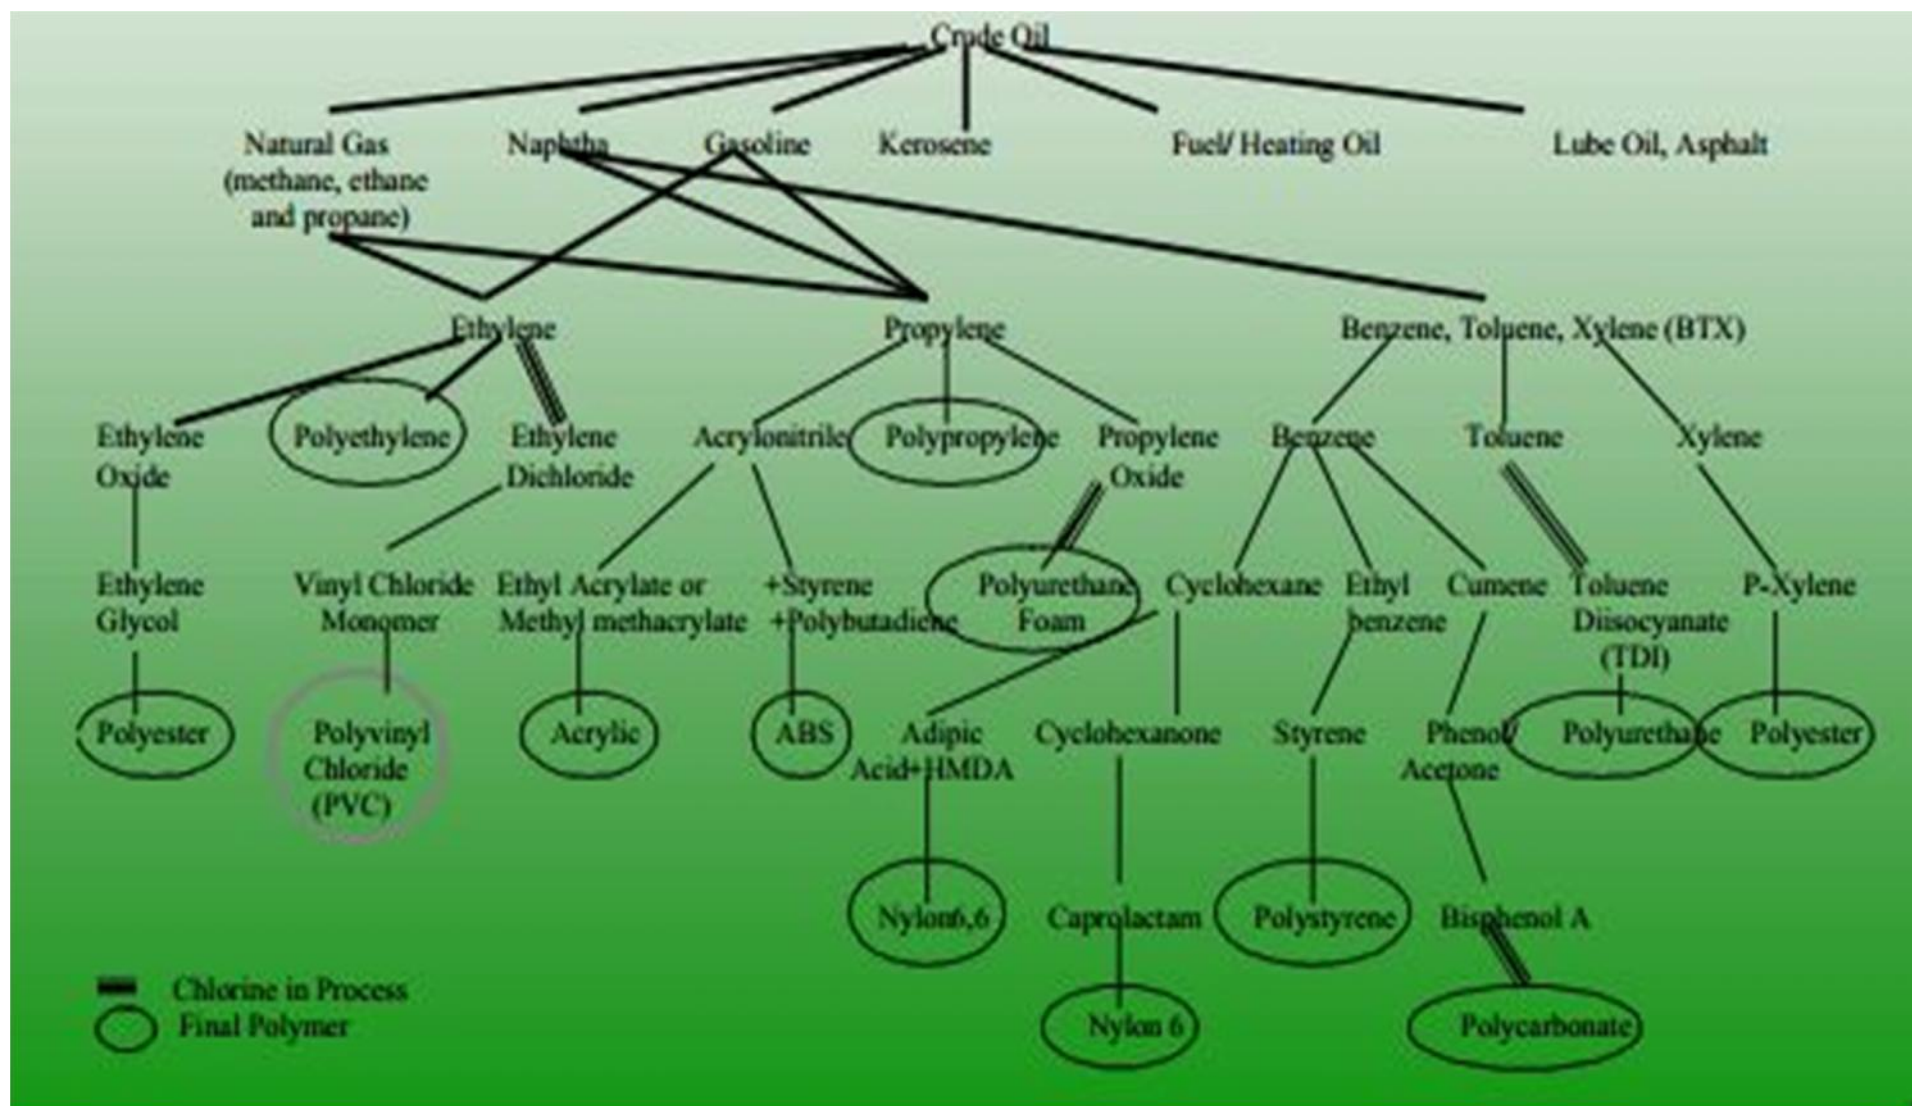 Crude Oil
Natural Gas
(methane, ethane
and propane)
Naphtha
Gasoline
Kerosene
Fuel/ Heating Oil
Lube Oil, Asphalt
Ethylene
Propylene
Benzene, Toluene, Xylene (BTX)
Ethylene
Oxide
Polyethylene
Ethylene
Dichloride
Acrylonitrile
Polypropylene
Propylene
Oxide
Benzene
Toluene
Xylene
Ethylene
Glycol
Vinyl Chloride
Monomer
Ethyl Acrylate or
Methyl methacrylate
+Styrene
+Polybutadiene
Polyurethane
Foam
Cyclohexane
Ethyl
benzene
Cumene
Toluene
Diisocyanate
(TDI)
P-Xylene
Polyester
Polyvinyl
Chloride
(PVC)
Acrylic
ABS
Adipic
Acid+HMDA
Cyclohexanone
Styrene
Phenol/
Acetone
Polyurethane
Polyester
Nylon6,6
Caprolactam
Polystyrene
Bisphenol A
Nylon 6
Polycarbonate
Chlorine in Process
Final Polymer